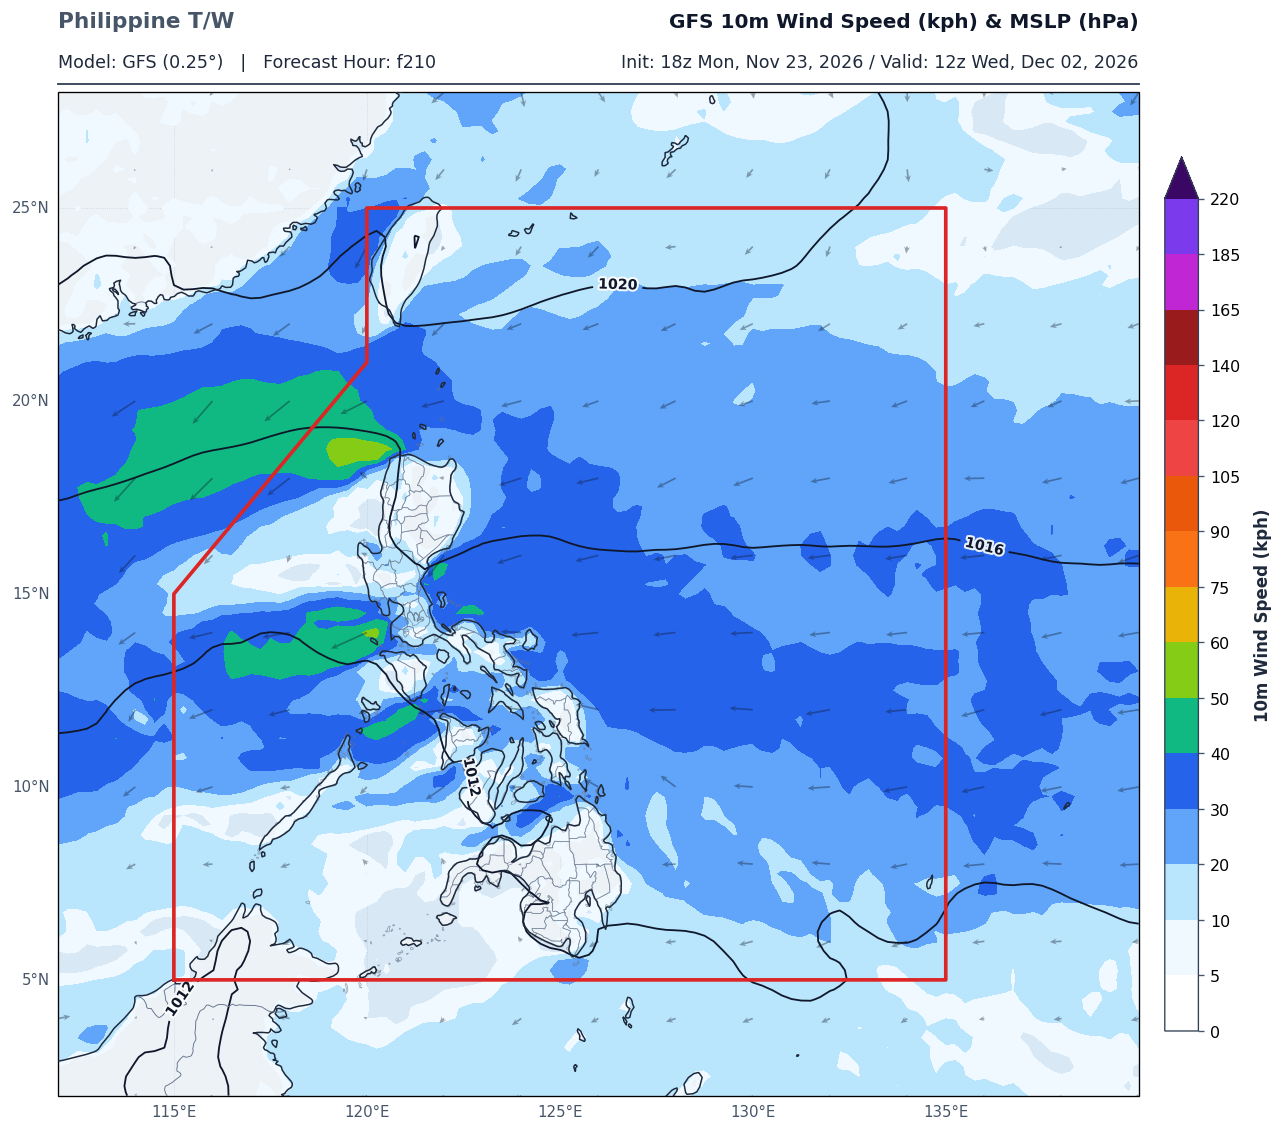 Philippine T/W
GFS 10m Wind Speed (kph) & MSLP (hPa)
Model: GFS (0.25°) | Forecast Hour: f210
Init: 18z Mon, Nov 23, 2026 / Valid: 12z Wed, Dec 02, 2026
25°N
20°N
15°N
10°N
5°N
115°E
120°E
125°E
130°E
135°E
1020
1016
1012
1012
220
185
165
140
120
105
90
75
60
50
40
30
20
10
5
0
10m Wind Speed (kph)